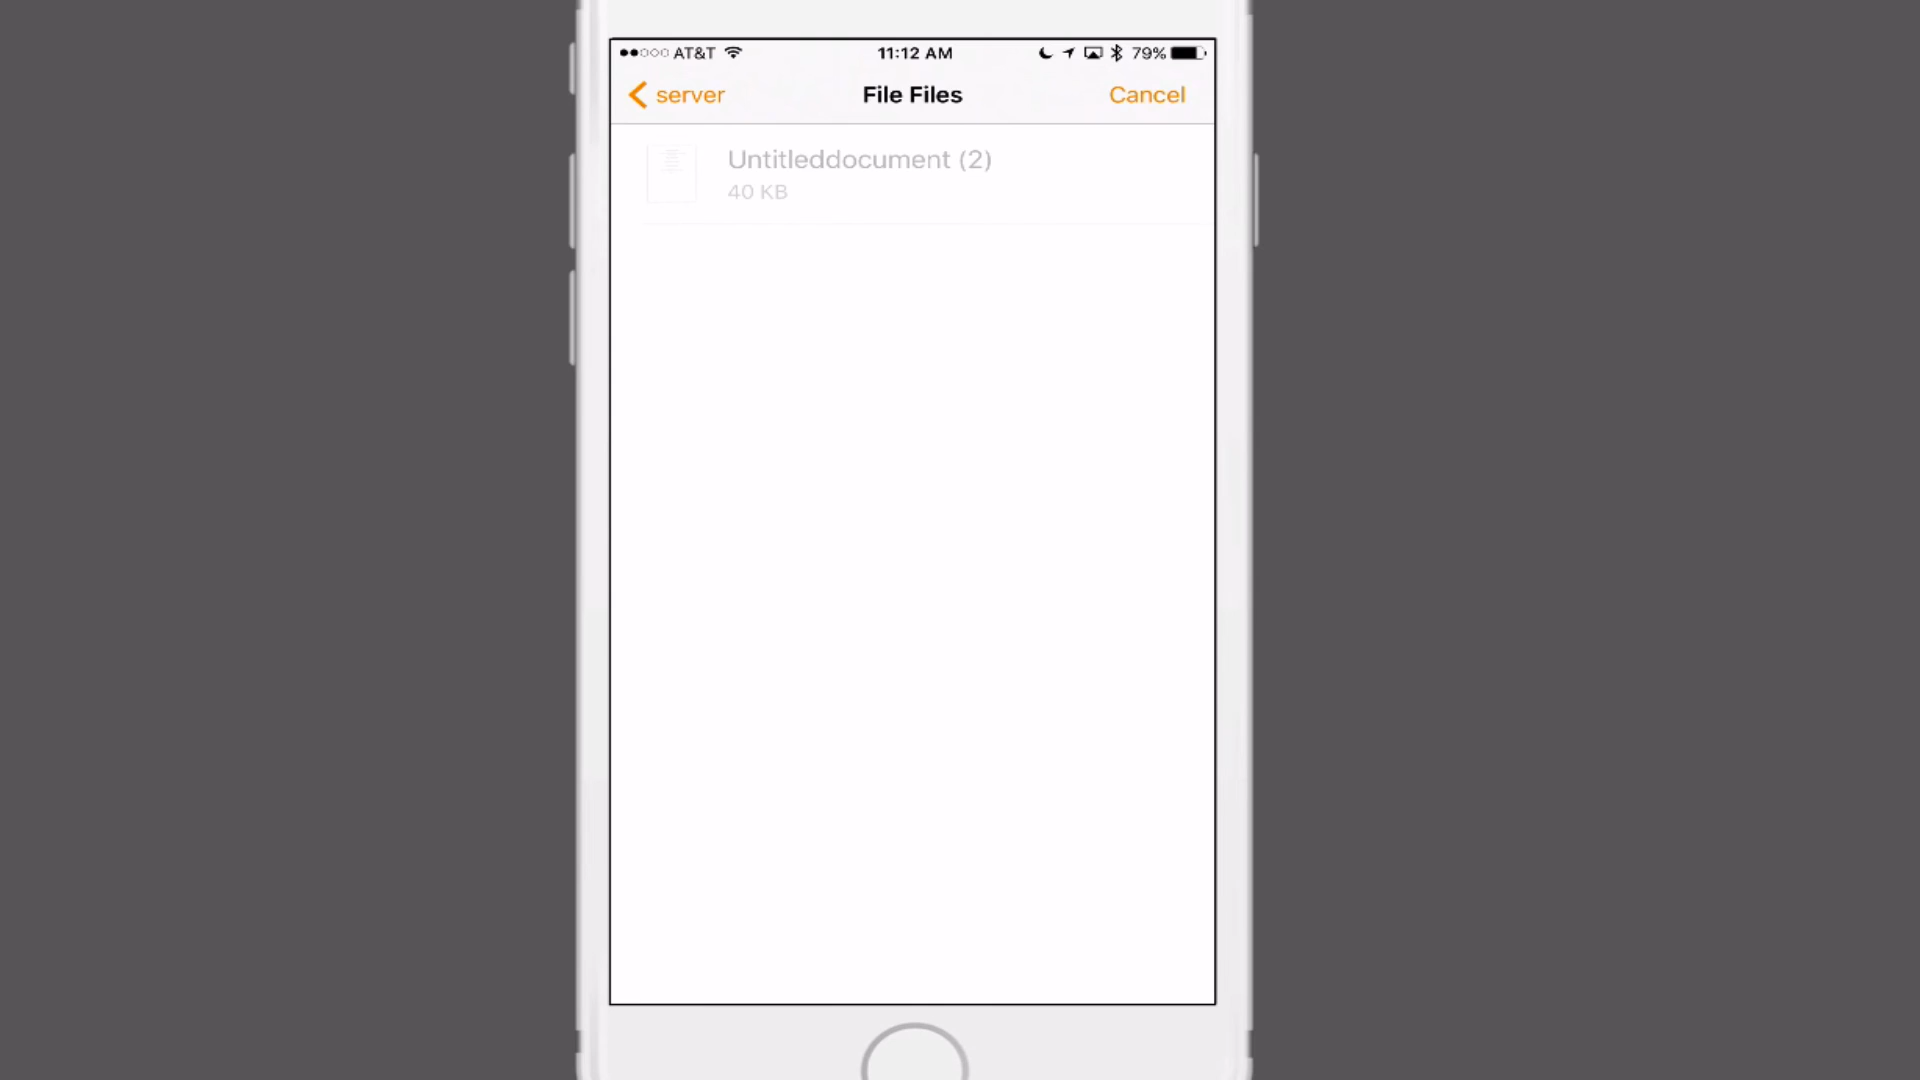 AT&T 11:12 AM 79%
server File Files Cancel
Untitleddocument (2)
40 KB